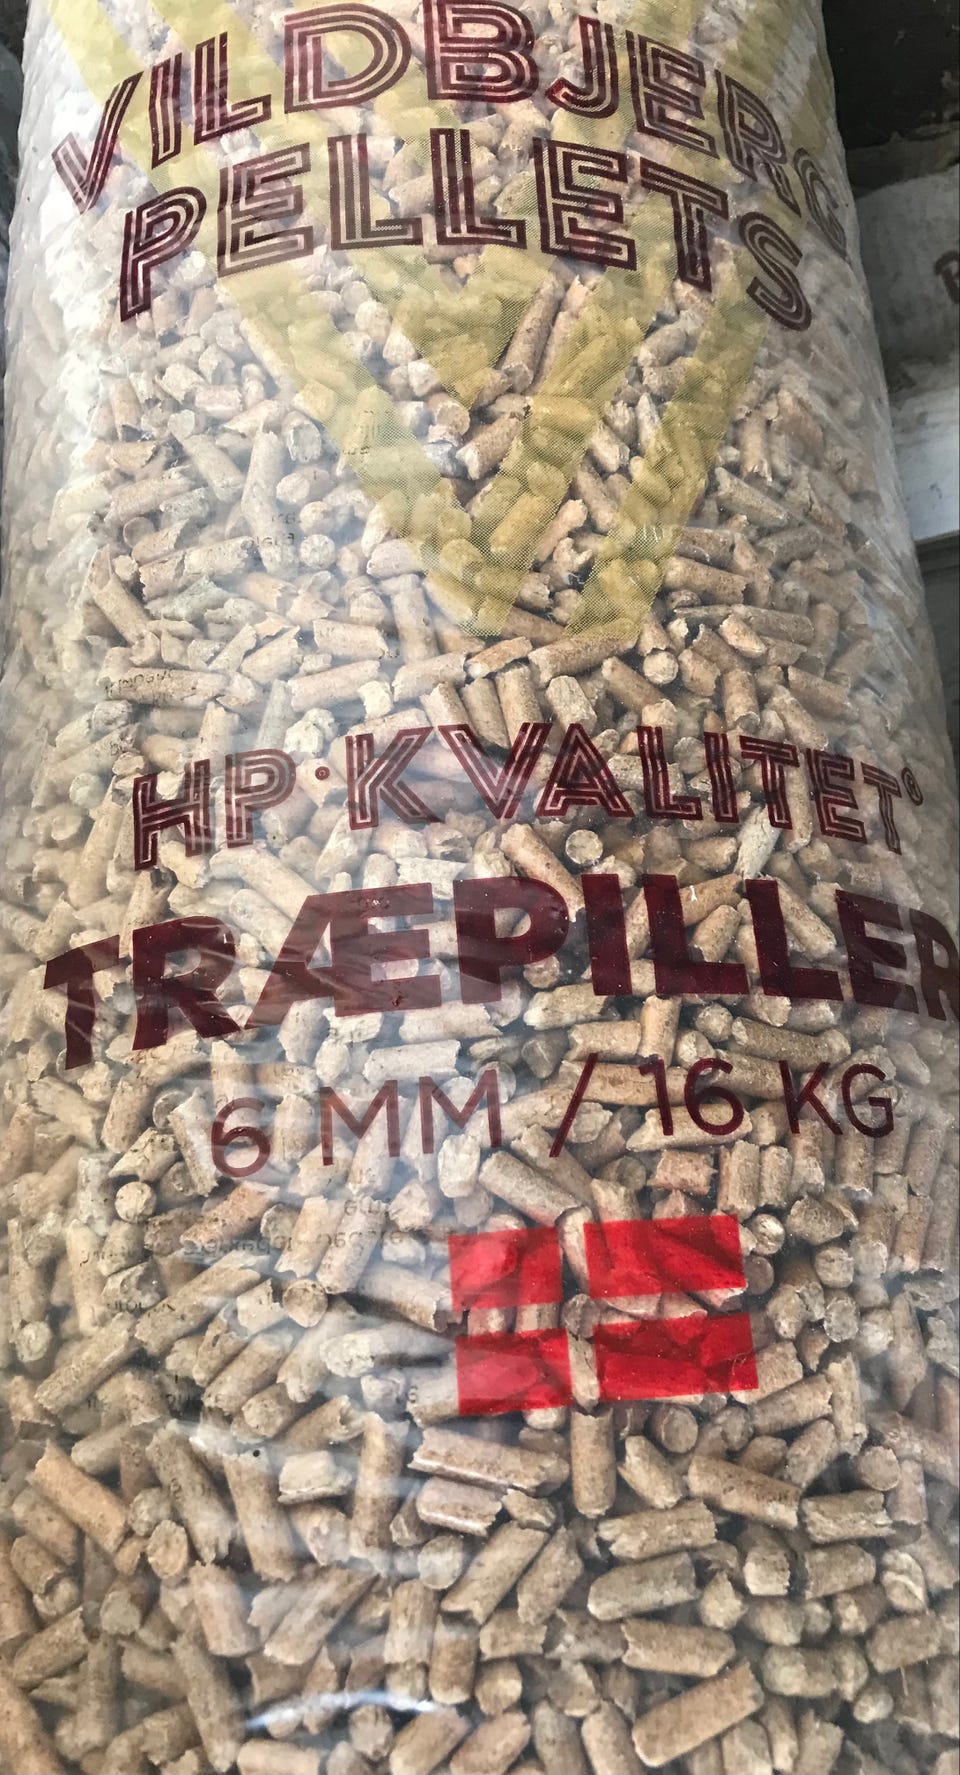 VILDBJERG
PELLETS
HP·KVALITET®
TRÆPILLER
6 MM / 16 KG